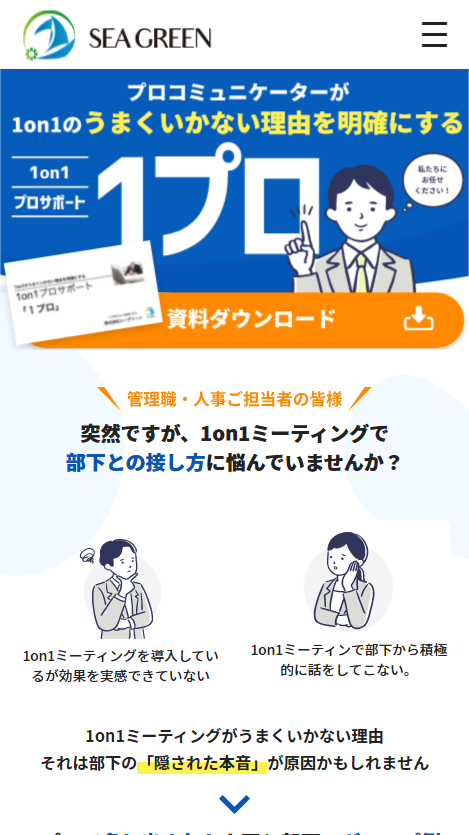 SEA GREEN
プロコミュニケーターが
1on1のうまくいかない理由を明確にする
1on1
プロサポート
1プロ
私たちに
お任せ
ください！
1on1プロサポート
「1プロ」
資料ダウンロード
管理職・人事ご担当者の皆様
突然ですが、1on1ミーティングで
部下との接し方に悩んでいませんか？
1on1ミーティングを導入してい
るが効果を実感できていない
1on1ミーティンで部下から積極
的に話をしてこない。
1on1ミーティングがうまくいかない理由
それは部下の「隠された本音」が原因かもしれません